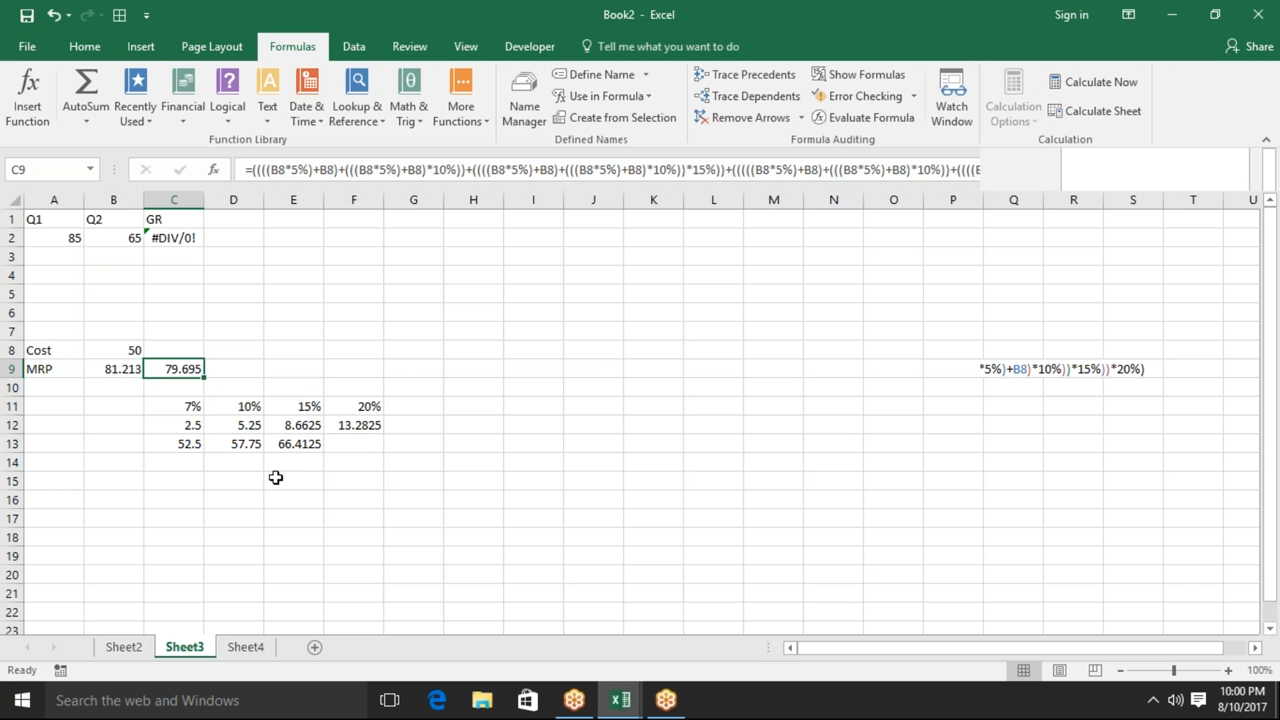 Book2 - Excel
Sign in
File Home Insert Page Layout Formulas Data Review View Developer Tell me what you want to do Share
Insert Function
AutoSum
Recently Used
Financial
Logical
Text
Date & Time
Lookup & Reference
Math & Trig
More Functions
Name Manager
Define Name
Use in Formula
Create from Selection
Trace Precedents
Trace Dependents
Remove Arrows
Show Formulas
Error Checking
Evaluate Formula
Watch Window
Calculation Options
Calculate Now
Calculate Sheet
Function Library
Defined Names
Formula Auditing
Calculation
C9
fx
=((((B8*5%)+B8)+(((B8*5%)+B8)*10%))+((((B8*5%)+B8)+(((B8*5%)+B8)*10%))*15%))+(((((B8*5%)+B8)+(((B8*5%)+B8)*10%))+((((B
A B C D E F G H I J K L M N O P Q R S T U
1 Q1 Q2 GR
2 85 65 #DIV/0!
3
4
5
6
7
8 Cost 50
9 MRP 81.213 79.695 *5%)+B8)*10%))*15%))*20%)
10
11 7% 10% 15% 20%
12 2.5 5.25 8.6625 13.2825
13 52.5 57.75 66.4125
14
15
16
17
18
19
20
21
22
23
Sheet2 Sheet3 Sheet4
Ready
100%
Search the web and Windows
10:00 PM
8/10/2017